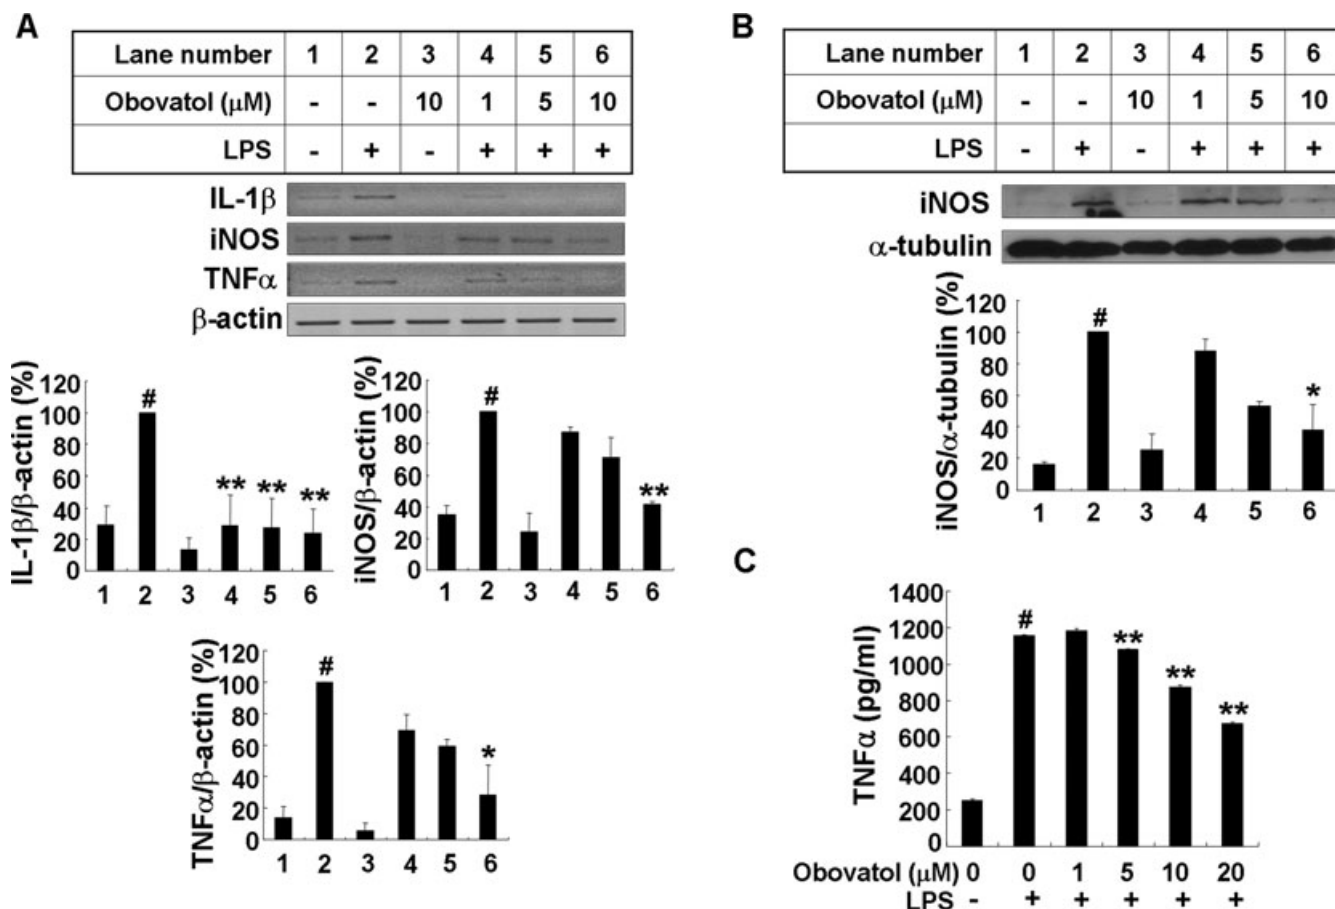 A
Lane number 1 2 3 4 5 6
Obovatol (μM) - - 10 1 5 10
LPS - + - + + +
IL-1β
iNOS
TNFα
β-actin
IL-1β/β-actin (%)
120
100
80
60
40
20
0
#
** ** **
1 2 3 4 5 6
iNOS/β-actin (%)
120
100
80
60
40
20
0
#
**
1 2 3 4 5 6
TNFα/β-actin (%)
120
100
80
60
40
20
0
#
*
1 2 3 4 5 6
B
Lane number 1 2 3 4 5 6
Obovatol (μM) - - 10 1 5 10
LPS - + - + + +
iNOS
α-tubulin
iNOS/α-tubulin (%)
120
100
80
60
40
20
0
#
*
1 2 3 4 5 6
C
TNFα (pg/ml)
1400
1200
1000
800
600
400
200
0
#
** ** **
Obovatol (μM) 0 0 1 5 10 20
LPS - + + + + +